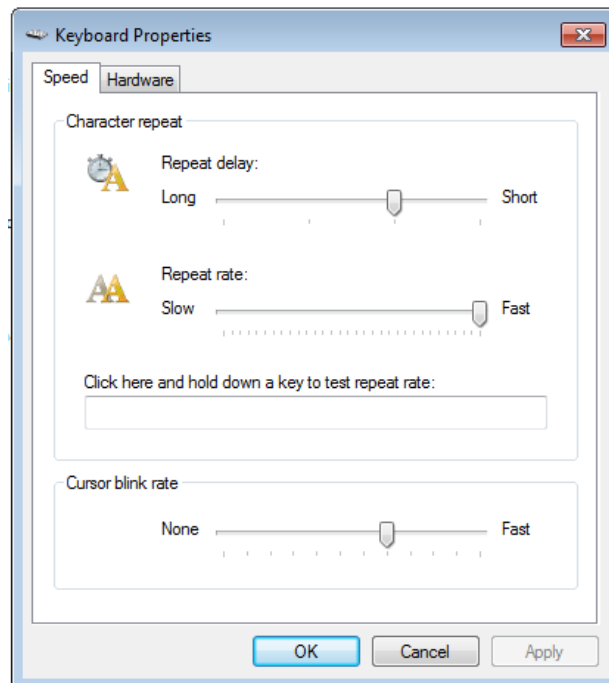 Keyboard Properties
Speed
Hardware
Character repeat
Repeat delay:
Long
Short
Repeat rate:
Slow
Fast
Click here and hold down a key to test repeat rate:
Cursor blink rate
None
Fast
OK
Cancel
Apply